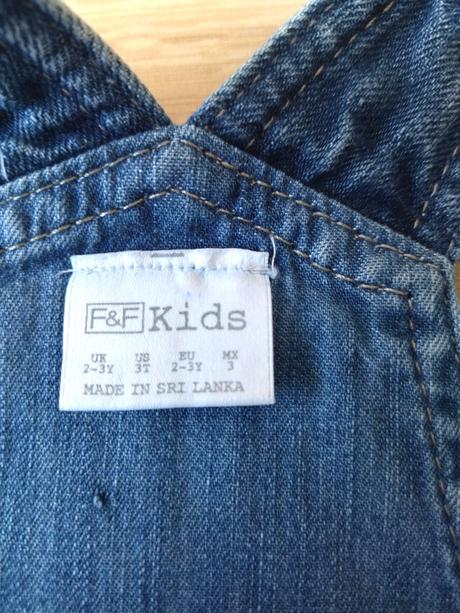 F&F Kids
UK US EU MX
2-3Y 3T 2-3Y 3
MADE IN SRI LANKA